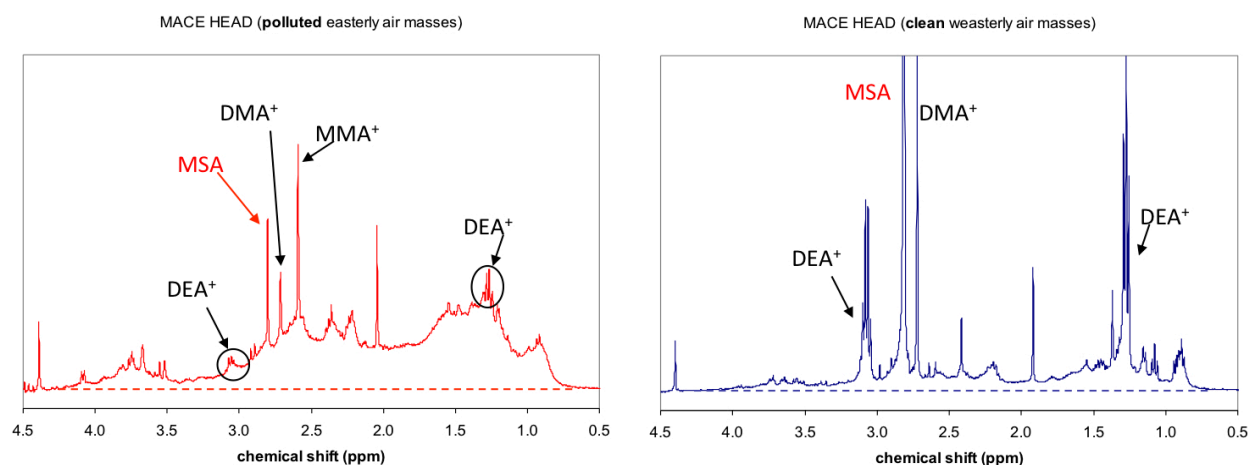 MACE HEAD (polluted easterly air masses)
DMA+
MMA+
MSA
DEA+
DEA+
4.5 4.0 3.5 3.0 2.5 2.0 1.5 1.0 0.5
chemical shift (ppm)
MACE HEAD (clean weasterly air masses)
MSA
DMA+
DEA+
DEA+
4.5 4.0 3.5 3.0 2.5 2.0 1.5 1.0 0.5
chemical shift (ppm)